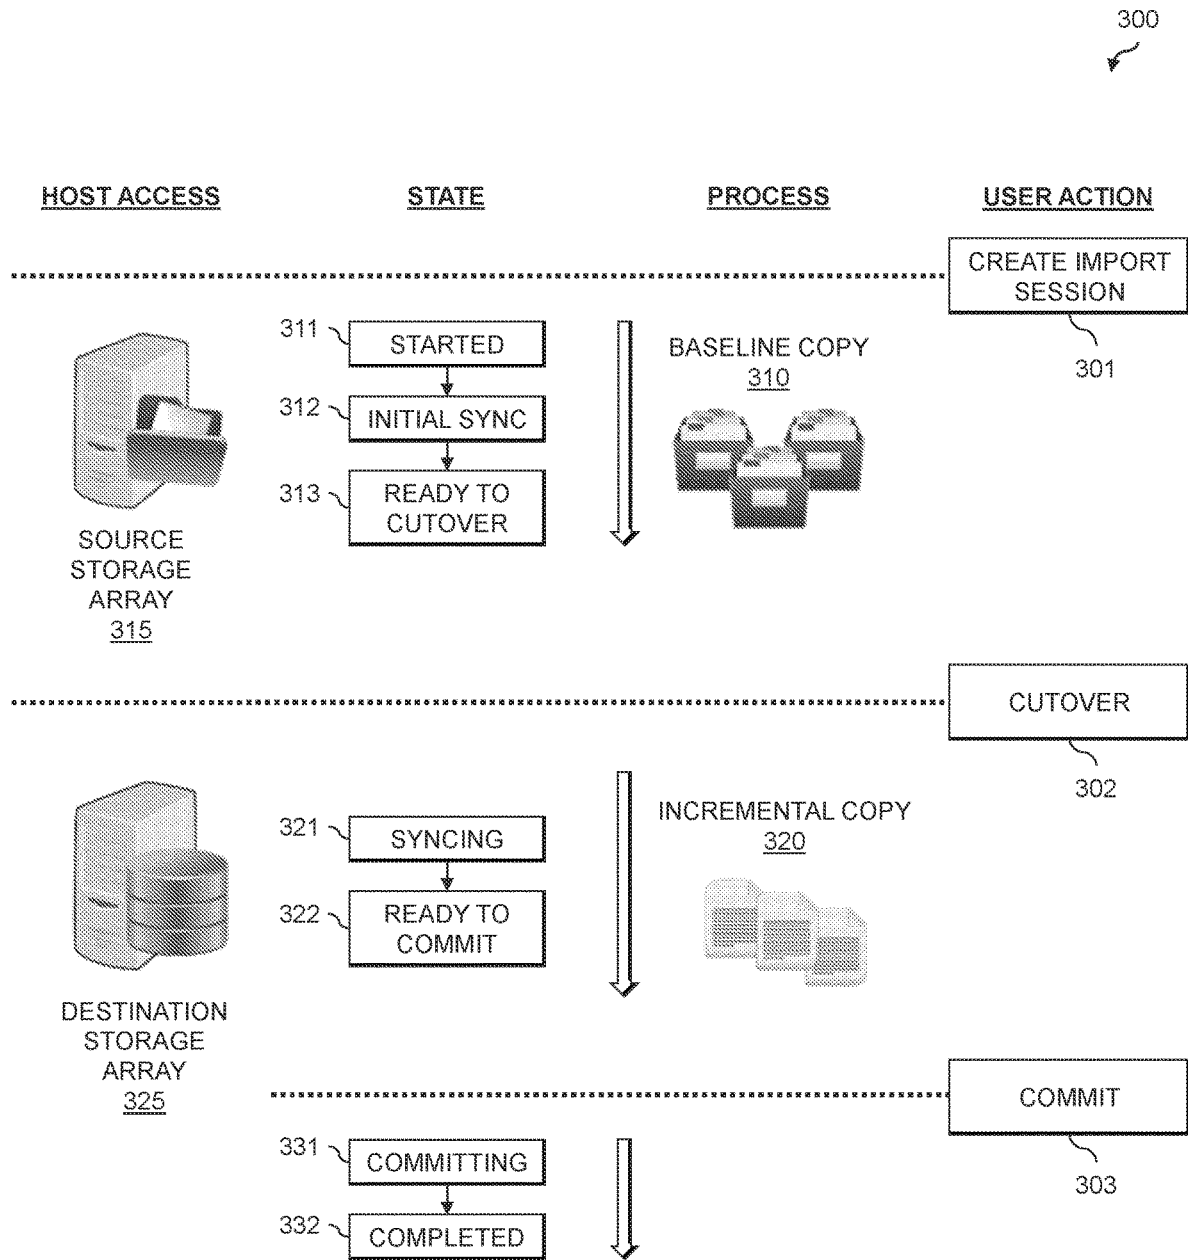 300
HOST ACCESS
STATE
PROCESS
USER ACTION
CREATE IMPORT
SESSION
301
311
STARTED
312
INITIAL SYNC
313
READY TO
CUTOVER
BASELINE COPY
310
SOURCE
STORAGE
ARRAY
315
CUTOVER
302
321
SYNCING
322
READY TO
COMMIT
INCREMENTAL COPY
320
DESTINATION
STORAGE
ARRAY
325
COMMIT
303
331
COMMITTING
332
COMPLETED